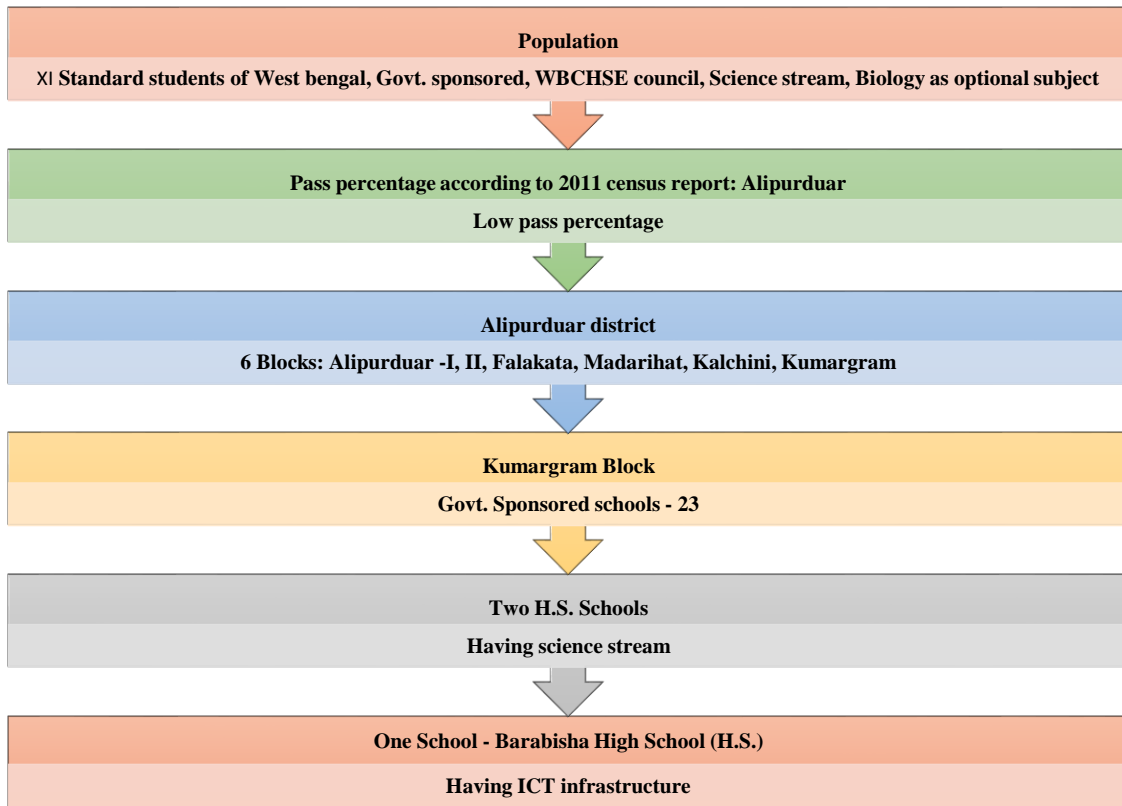 Population
XI Standard students of West bengal, Govt. sponsored, WBCHSE council, Science stream, Biology as optional subject
Pass percentage according to 2011 census report: Alipurduar
Low pass percentage
Alipurduar district
6 Blocks: Alipurduar -I, II, Falakata, Madarihat, Kalchini, Kumargram
Kumargram Block
Govt. Sponsored schools - 23
Two H.S. Schools
Having science stream
One School - Barabisha High School (H.S.)
Having ICT infrastructure